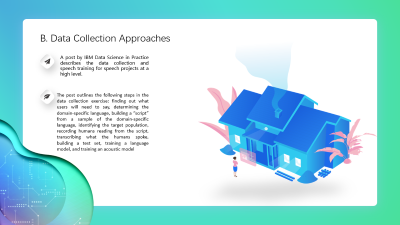 B. Data Collection Approaches
A post by IBM Data Science in Practice
describes the data collection and
speech training for speech projects at a
high level.
The post outlines the following steps in the
data collection exercise: finding out what
users will need to say, determining the
domain-specific language, building a "script"
from a sample of the domain-specific
language, identifying the target population,
recording humans reading from the script,
transcribing what the humans spoke,
building a test set, training a language
model, and training an acoustic model